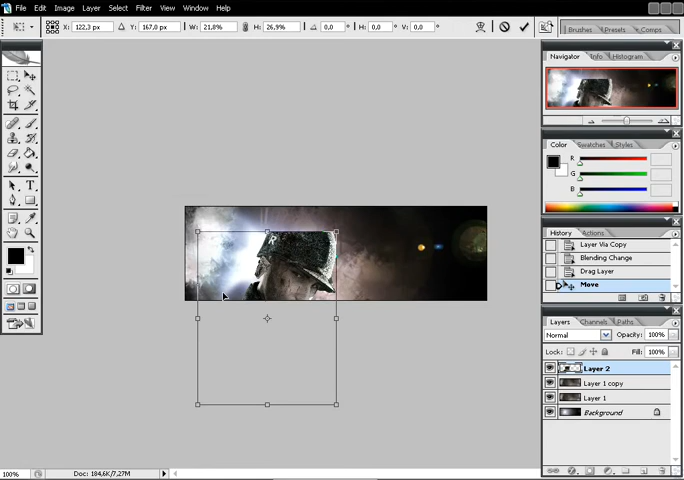 File Edit Image Layer Select Filter View Window Help
X: 122,3 px Y: 167,0 px W: 21,8% H: 26,9% 0,0 H: 0,0 V: 0,0
Brushes Presets Comps
Navigator Info Histogram
Color Swatches Styles
R
G
B
R
History Actions
Layer Via Copy
Blending Change
Drag Layer
Move
Layers Channels Paths
Normal Opacity: 100%
Lock: Fill: 100%
Layer 2
Layer 1 copy
Layer 1
Background
T
100% Doc: 184,6K/7,27M